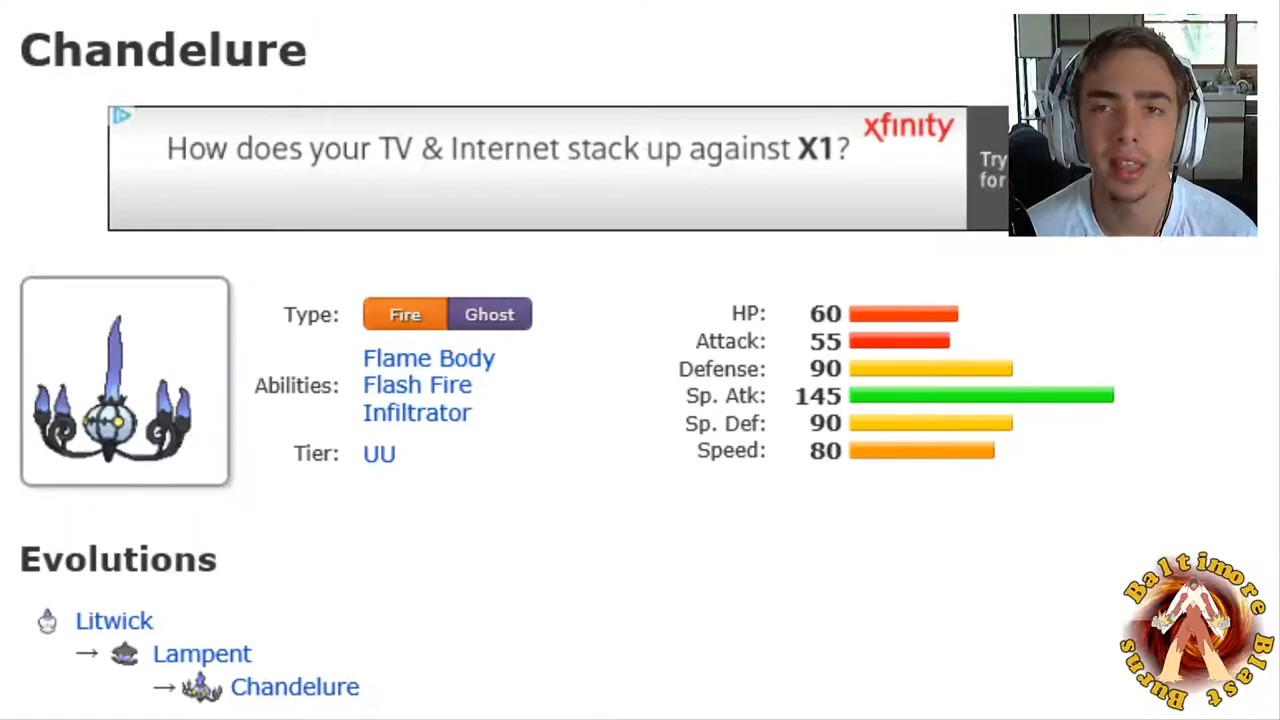 Chandelure
How does your TV & Internet stack up against X1?
xfinity
Try
for
Type: Fire Ghost
Abilities: Flame Body
Flash Fire
Infiltrator
Tier: UU
HP: 60
Attack: 55
Defense: 90
Sp. Atk: 145
Sp. Def: 90
Speed: 80
Evolutions
Litwick
→ Lampent
→ Chandelure
Baltimore
Blast
Burns